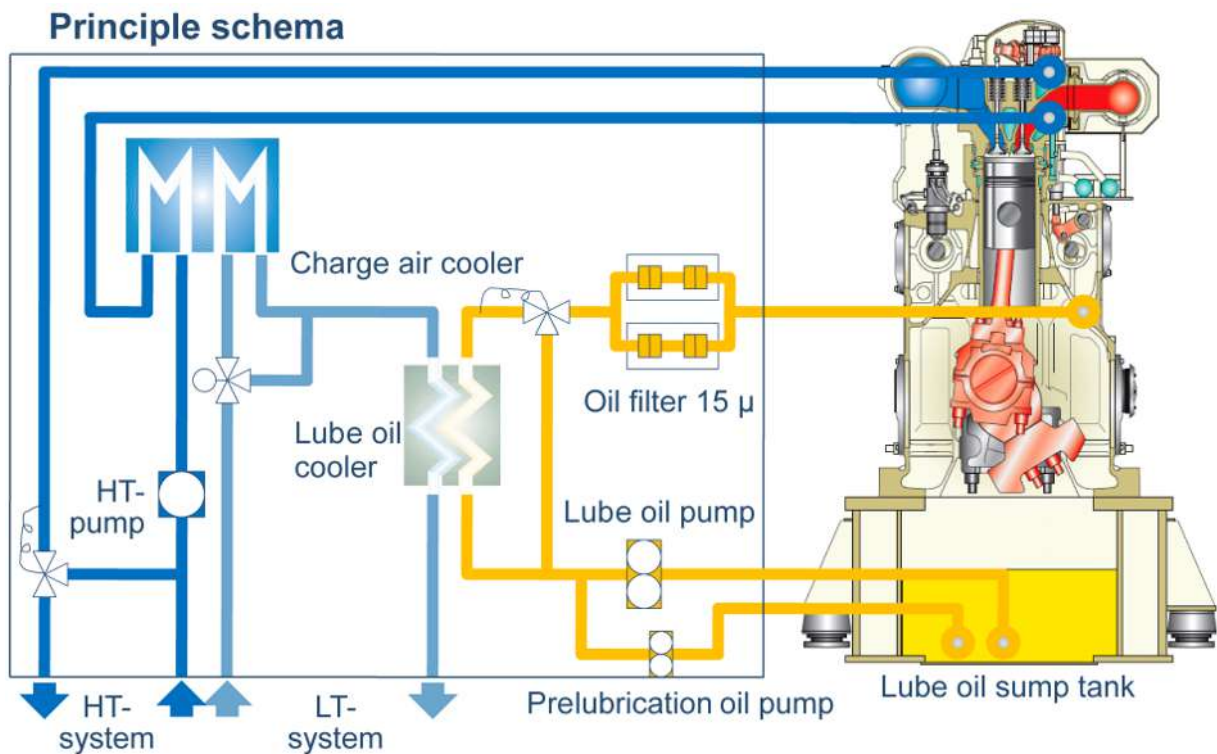 Principle schema
Charge air cooler
Oil filter 15 µ
Lube oil
cooler
HT-
pump
Lube oil pump
Prelubrication oil pump
Lube oil sump tank
HT-
system
LT-
system